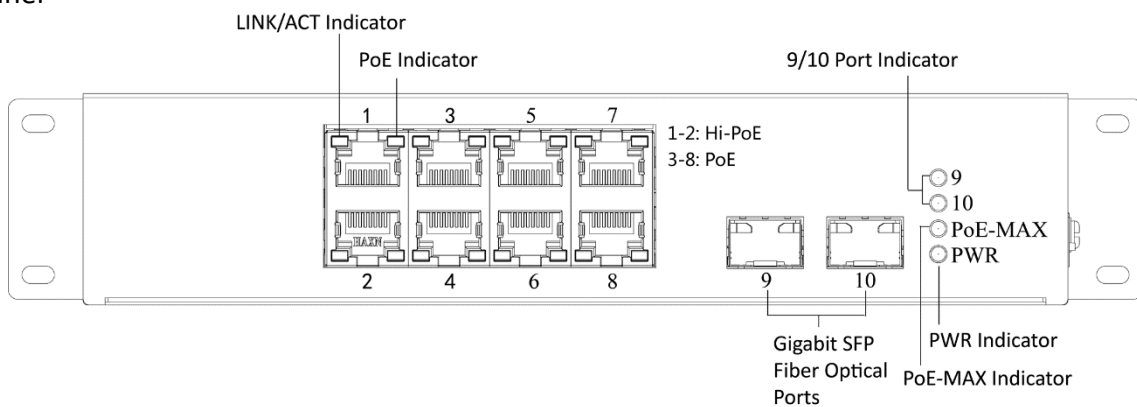 LINK/ACT Indicator
PoE Indicator
9/10 Port Indicator
1 3 5 7
1-2: Hi-PoE
3-8: PoE
9
10
PoE-MAX
PWR
HAXN
2 4 6 8
9 10
Gigabit SFP
Fiber Optical
Ports
PWR Indicator
PoE-MAX Indicator